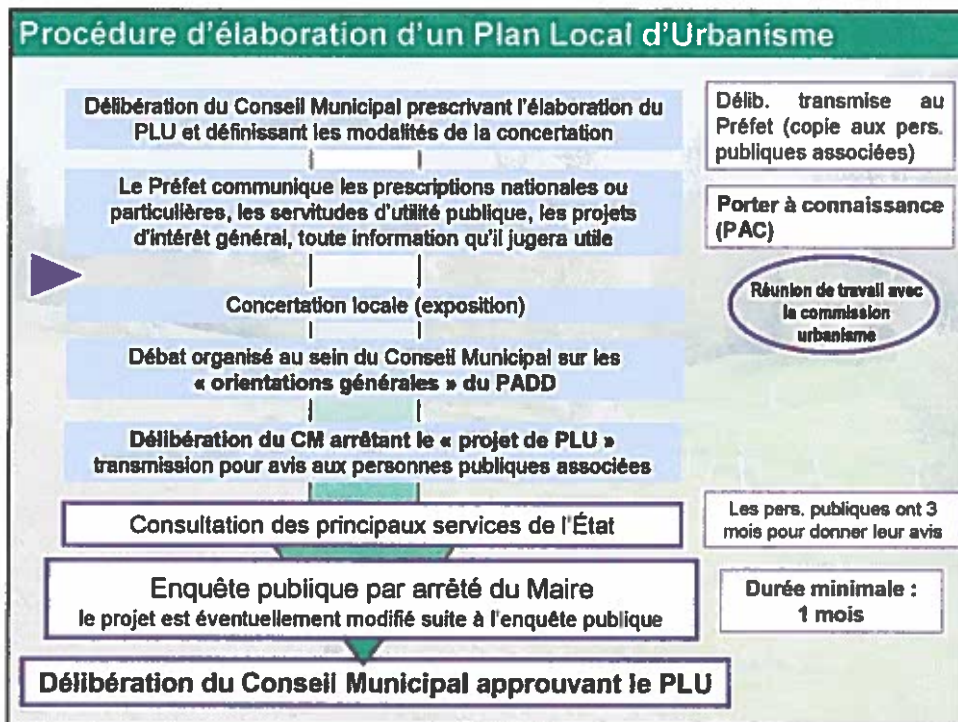 Procédure d'élaboration d'un Plan Local d'Urbanisme
Délibération du Conseil Municipal prescrivant l'élaboration du
PLU et définissant les modalités de la concertation
Délib. transmise au
Préfet (copie aux pers.
publiques associées)
Le Préfet communique les prescriptions nationales ou
particulières, les servitudes d'utilité publique, les projets
d'intérêt général, toute information qu'il jugera utile
Porter à connaissance
(PAC)
Concertation locale (exposition)
Réunion de travail avec
la commission
urbanisme
Débat organisé au sein du Conseil Municipal sur les
« orientations générales » du PADD
Délibération du CM arrêtant le « projet de PLU »
transmission pour avis aux personnes publiques associées
Consultation des principaux services de l'État
Les pers. publiques ont 3
mois pour donner leur avis
Enquête publique par arrêté du Maire
le projet est éventuellement modifié suite à l'enquête publique
Durée minimale :
1 mois
Délibération du Conseil Municipal approuvant le PLU